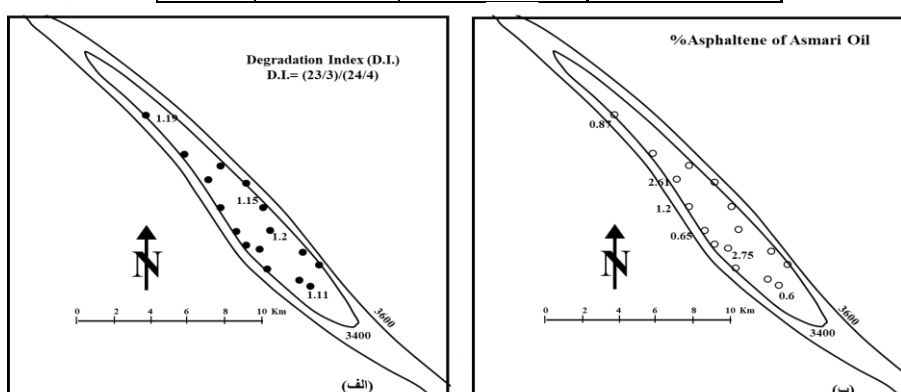 Degradation Index (D.I.)
D.I.= (23/3)/(24/4)
1.19
1.15
1.2
1.11
N
0 2 4 6 8 10 Km
3600
3400
(الف)
%Asphaltene of Asmari Oil
0.87
2.61
1.2
0.65
2.75
0.6
N
0 2 4 6 8 10 Km
3600
3400
(ب)